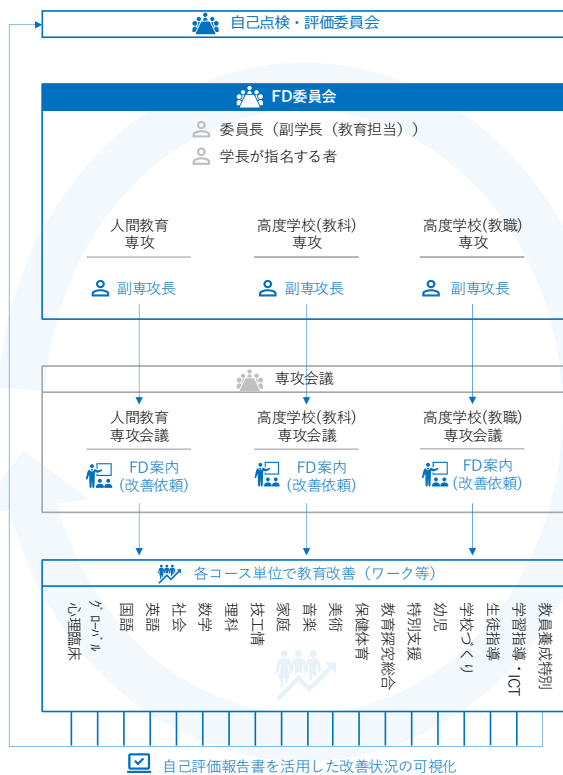 自己点検・評価委員会
FD委員会
委員長（副学長（教育担当））
学長が指名する者
人間教育
専攻
高度学校(教科)
専攻
高度学校(教職)
専攻
副専攻長
副専攻長
副専攻長
専攻会議
人間教育
専攻会議
高度学校(教科)
専攻会議
高度学校(教職)
専攻会議
FD案内
(改善依頼)
FD案内
(改善依頼)
FD案内
(改善依頼)
各コース単位で教育改善（ワーク等）
心理臨床
グローバル
国語
英語
社会
数学
理科
技工情
家庭
音楽
美術
保健体育
教育探究総合
特別支援
幼児
学校づくり
生徒指導
学習指導・ICT
教員養成特別
自己評価報告書を活用した改善状況の可視化